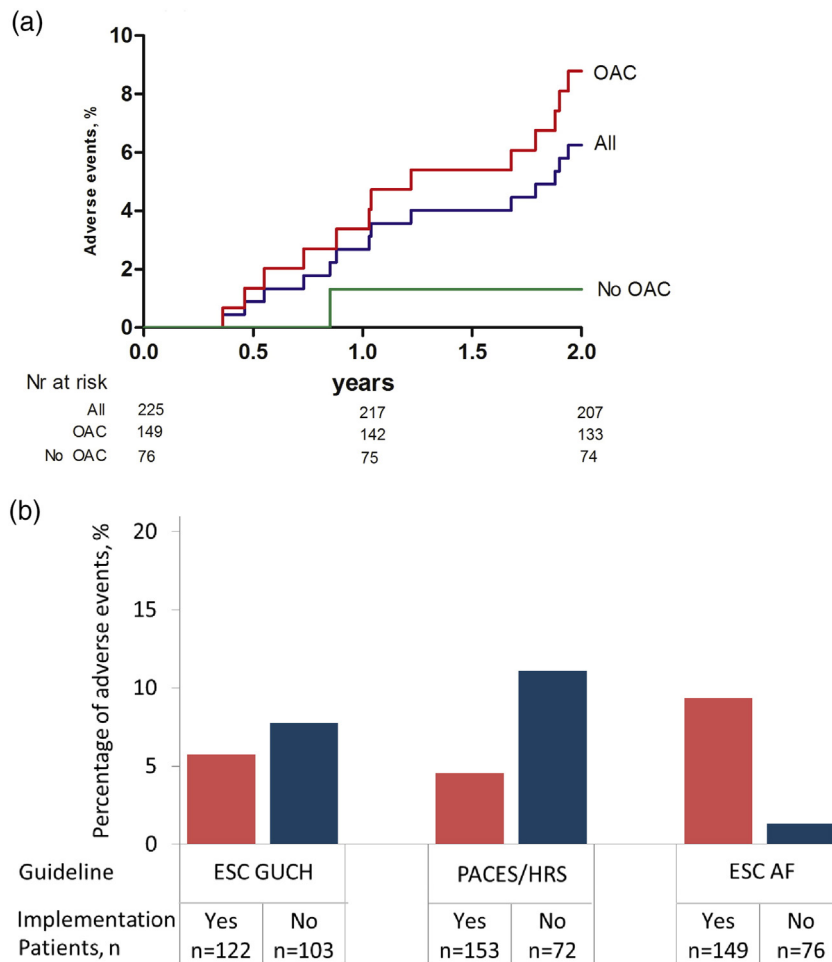 (a)
Adverse events, %
10
8
6
4
2
0
OAC
All
No OAC
0.0 0.5 1.0 1.5 2.0
years
Nr at risk
All 225 217 207
OAC 149 142 133
No OAC 76 75 74
(b)
Percentage of adverse events, %
20
15
10
5
0
Guideline ESC GUCH PACES/HRS ESC AF
Implementation Yes No Yes No Yes No
Patients, n n=122 n=103 n=153 n=72 n=149 n=76